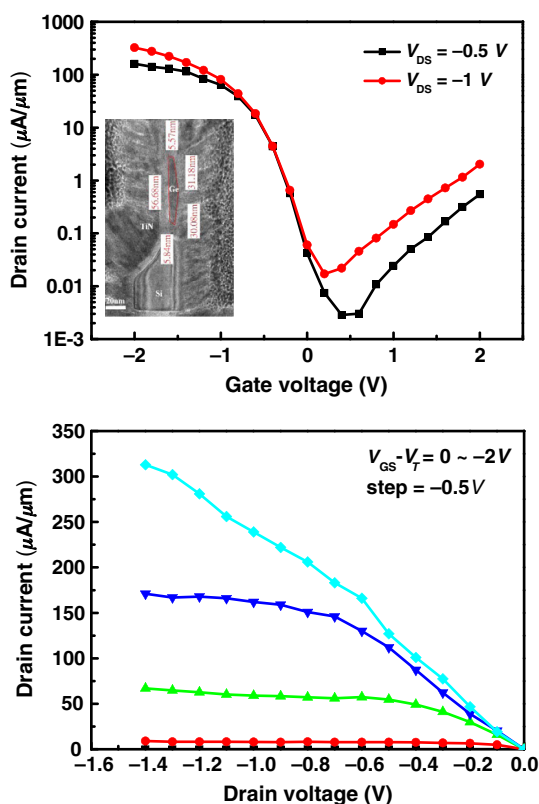 1000
100
10
1
0.1
0.01
1E-3
Drain current (μA/μm)
V_DS = −0.5 V
V_DS = −1 V
5.57nm
Ge
31.18nm
56.68nm
TiN
30.08nm
5.84nm
Si
−2
−1
0
1
2
Gate voltage (V)
350
300
250
200
150
100
50
0
Drain current (μA/μm)
V_GS-V_T = 0 ~ −2V
step = −0.5V
−1.6
−1.4
−1.2
−1.0
−0.8
−0.6
−0.4
−0.2
0.0
Drain voltage (V)